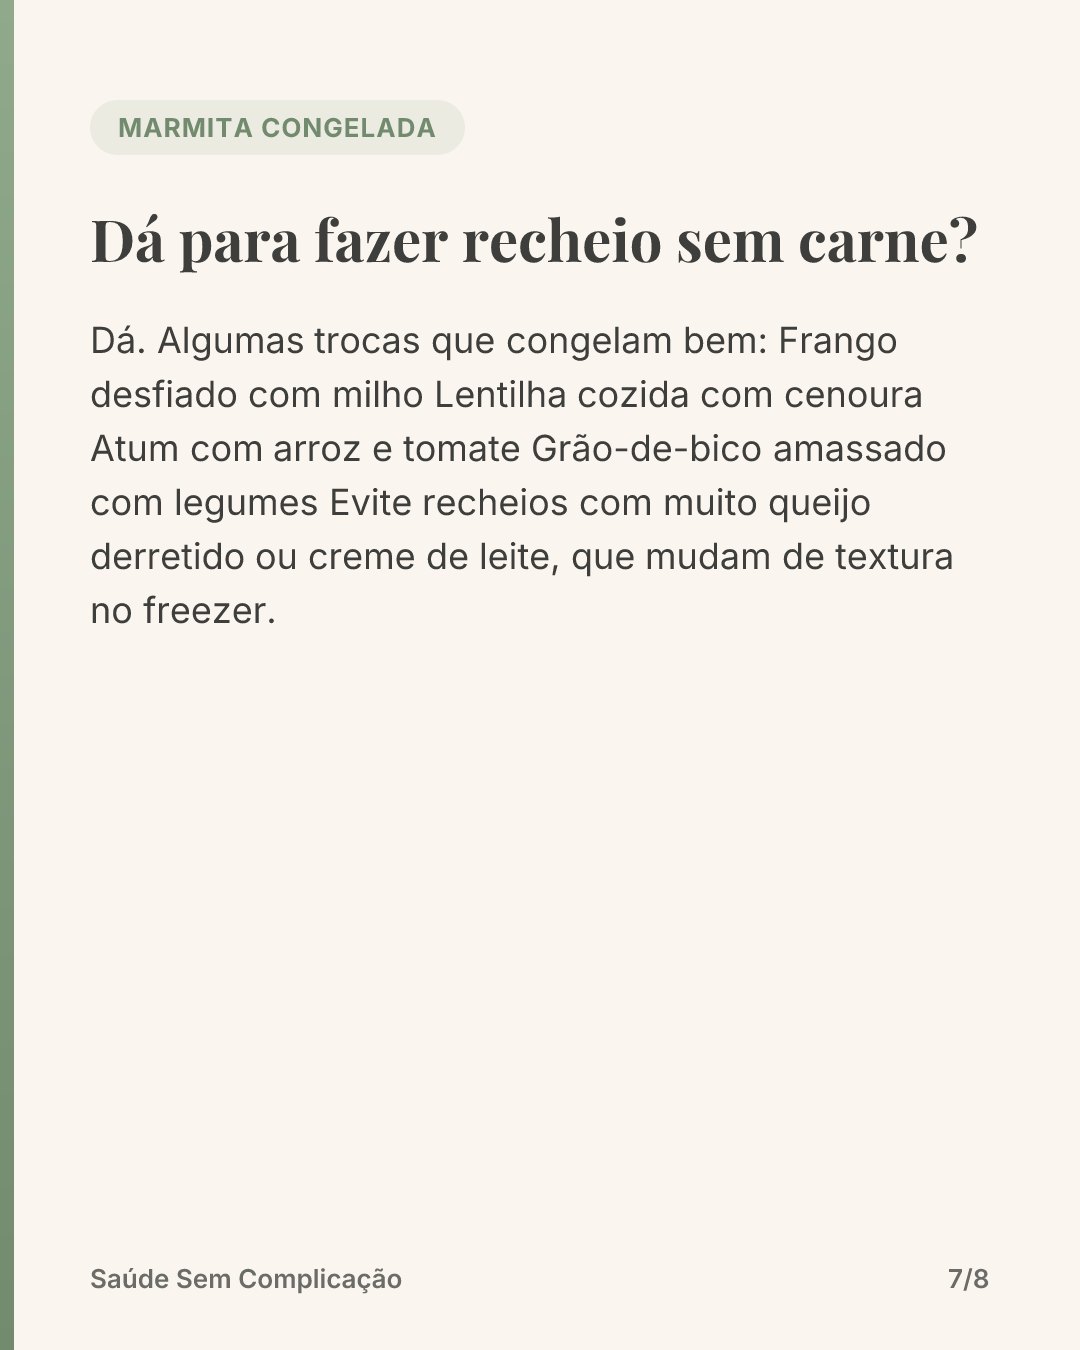 MARMITA CONGELADA
Dá para fazer recheio sem carne?
Dá. Algumas trocas que congelam bem: Frango
desfiado com milho Lentilha cozida com cenoura
Atum com arroz e tomate Grão-de-bico amassado
com legumes Evite recheios com muito queijo
derretido ou creme de leite, que mudam de textura
no freezer.
Saúde Sem Complicação
7/8